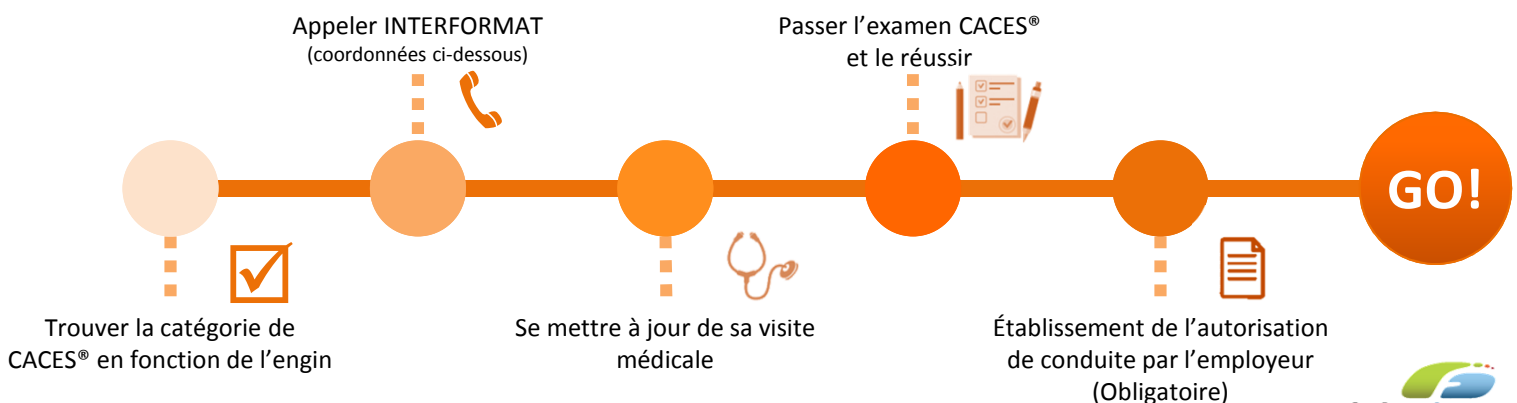 Appeler INTERFORMAT
(coordonnées ci-dessous)
Passer l’examen CACES®
et le réussir
GO!
Trouver la catégorie de
CACES® en fonction de l’engin
Se mettre à jour de sa visite
médicale
Établissement de l’autorisation
de conduite par l’employeur
(Obligatoire)